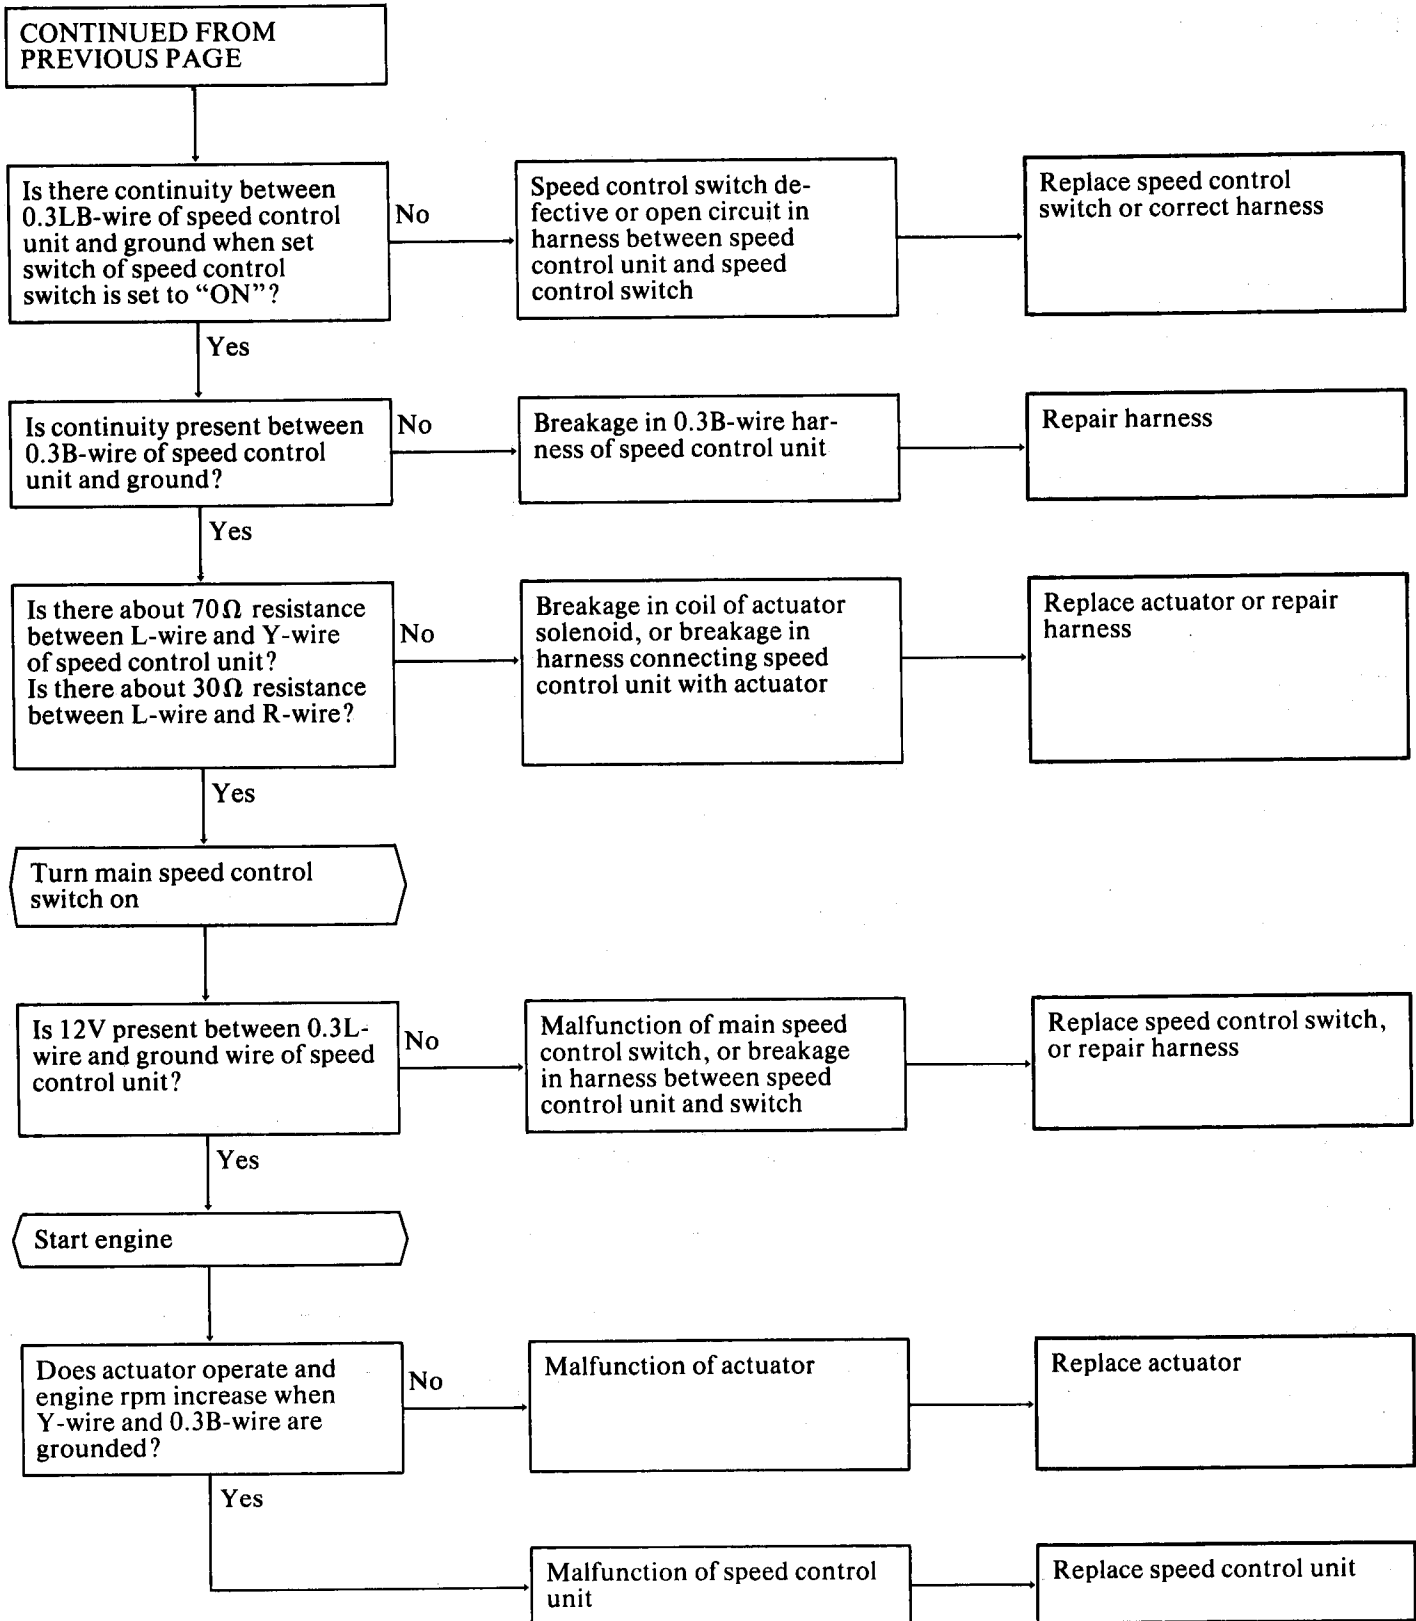 CONTINUED FROM
PREVIOUS PAGE
Is there continuity between
0.3LB-wire of speed control
unit and ground when set
switch of speed control
switch is set to “ON”?
No
Speed control switch de-
fective or open circuit in
harness between speed
control unit and speed
control switch
Replace speed control
switch or correct harness
Yes
Is continuity present between
0.3B-wire of speed control
unit and ground?
No
Breakage in 0.3B-wire har-
ness of speed control unit
Repair harness
Yes
Is there about 70Ω resistance
between L-wire and Y-wire
of speed control unit?
Is there about 30Ω resistance
between L-wire and R-wire?
No
Breakage in coil of actuator
solenoid, or breakage in
harness connecting speed
control unit with actuator
Replace actuator or repair
harness
Yes
Turn main speed control
switch on
Is 12V present between 0.3L-
wire and ground wire of speed
control unit?
No
Malfunction of main speed
control switch, or breakage
in harness between speed
control unit and switch
Replace speed control switch,
or repair harness
Yes
Start engine
Does actuator operate and
engine rpm increase when
Y-wire and 0.3B-wire are
grounded?
No
Malfunction of actuator
Replace actuator
Yes
Malfunction of speed control
unit
Replace speed control unit